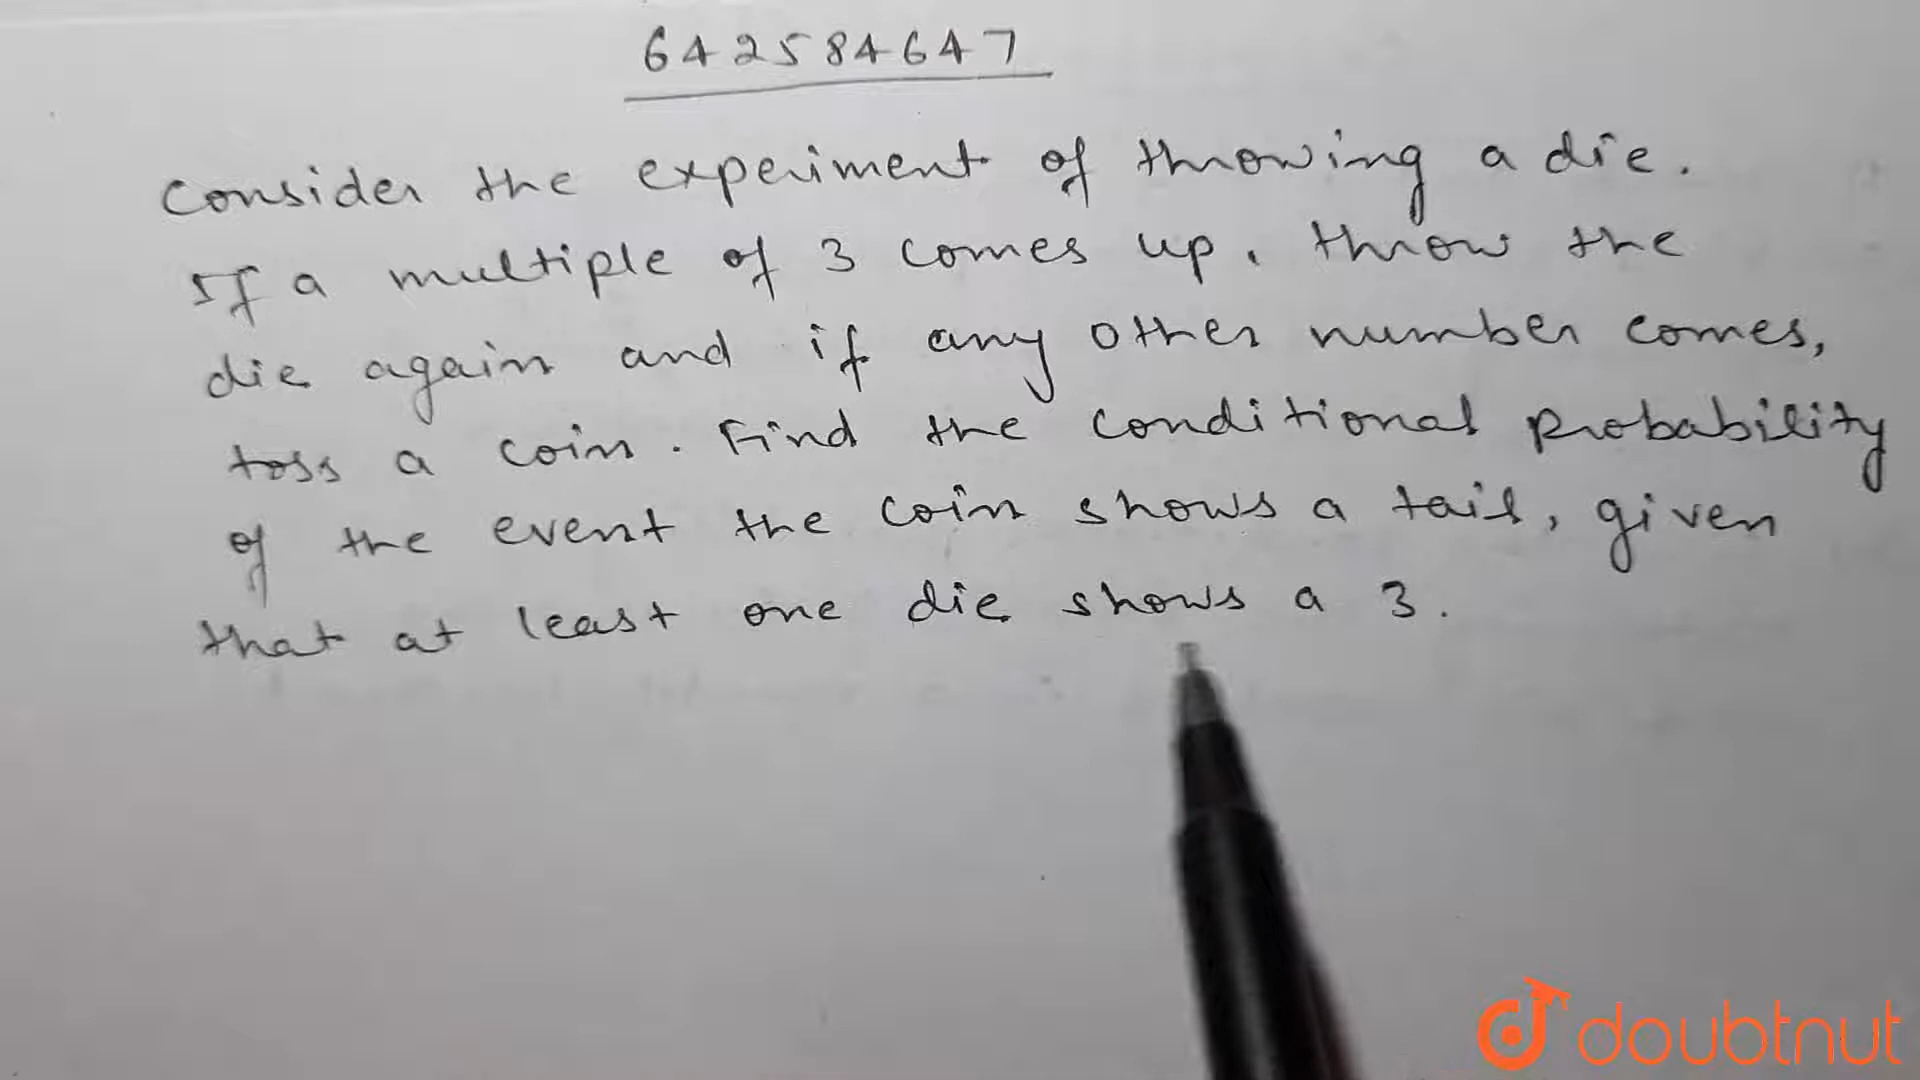 642584647
Consider the experiment of throwing a die.
If a multiple of 3 comes up, throw the
die again and if any other number comes,
toss a coin. Find the conditional probability
of the event the coin shows a tail, given
that at least one die shows a 3.
doubtnut